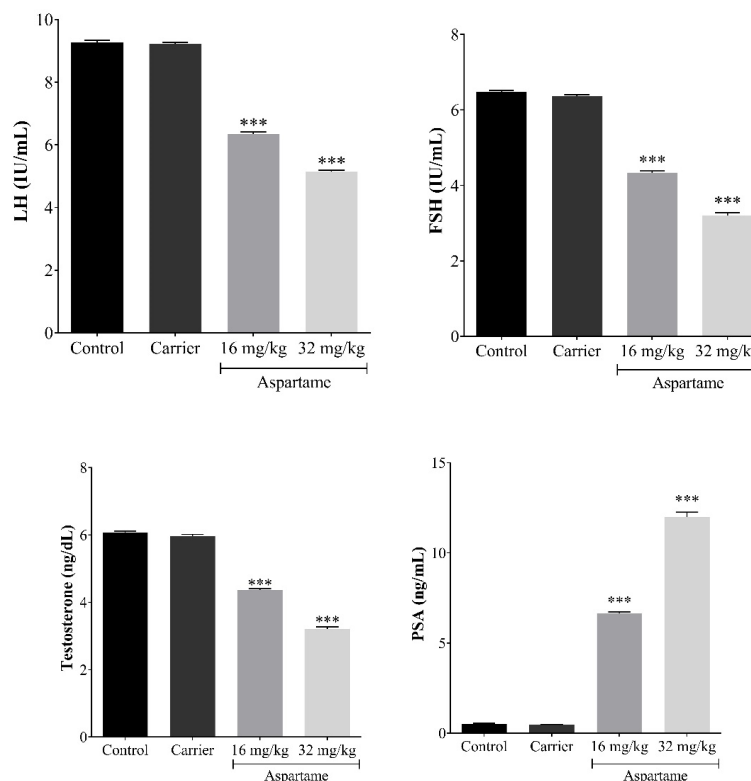 10
8
6
4
2
0
LH (IU/mL)
***
***
Control Carrier 16 mg/kg 32 mg/kg
Aspartame
8
6
4
2
0
FSH (IU/mL)
***
***
Control Carrier 16 mg/kg 32 mg/k
Aspartame
8
6
4
2
0
Testosterone (ng/dL)
***
***
Control Carrier 16 mg/kg 32 mg/kg
Aspartame
15
10
5
0
PSA (ng/mL)
***
***
Control Carrier 16 mg/kg 32 mg/kg
Aspartame